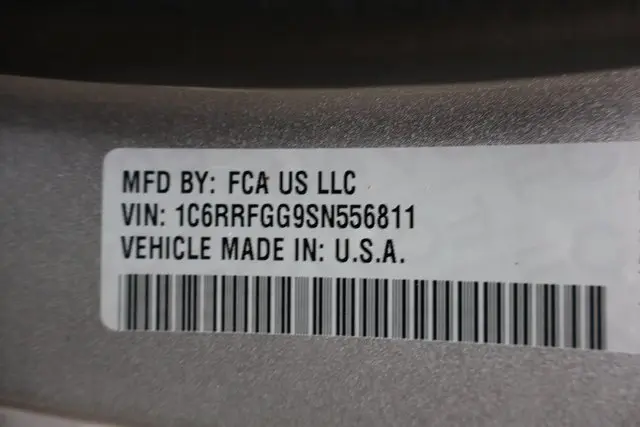 MFD BY: FCA US LLC
VIN: 1C6RRFGG9SN556811
VEHICLE MADE IN: U.S.A.